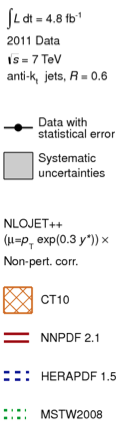 ∫L dt = 4.8 fb⁻¹
2011 Data
√s = 7 TeV
anti-kₜ jets, R = 0.6
Data with
statistical error
Systematic
uncertainties
NLOJET++
(μ=p_T exp(0.3 y*)) ×
Non-pert. corr.
CT10
NNPDF 2.1
HERAPDF 1.5
MSTW2008